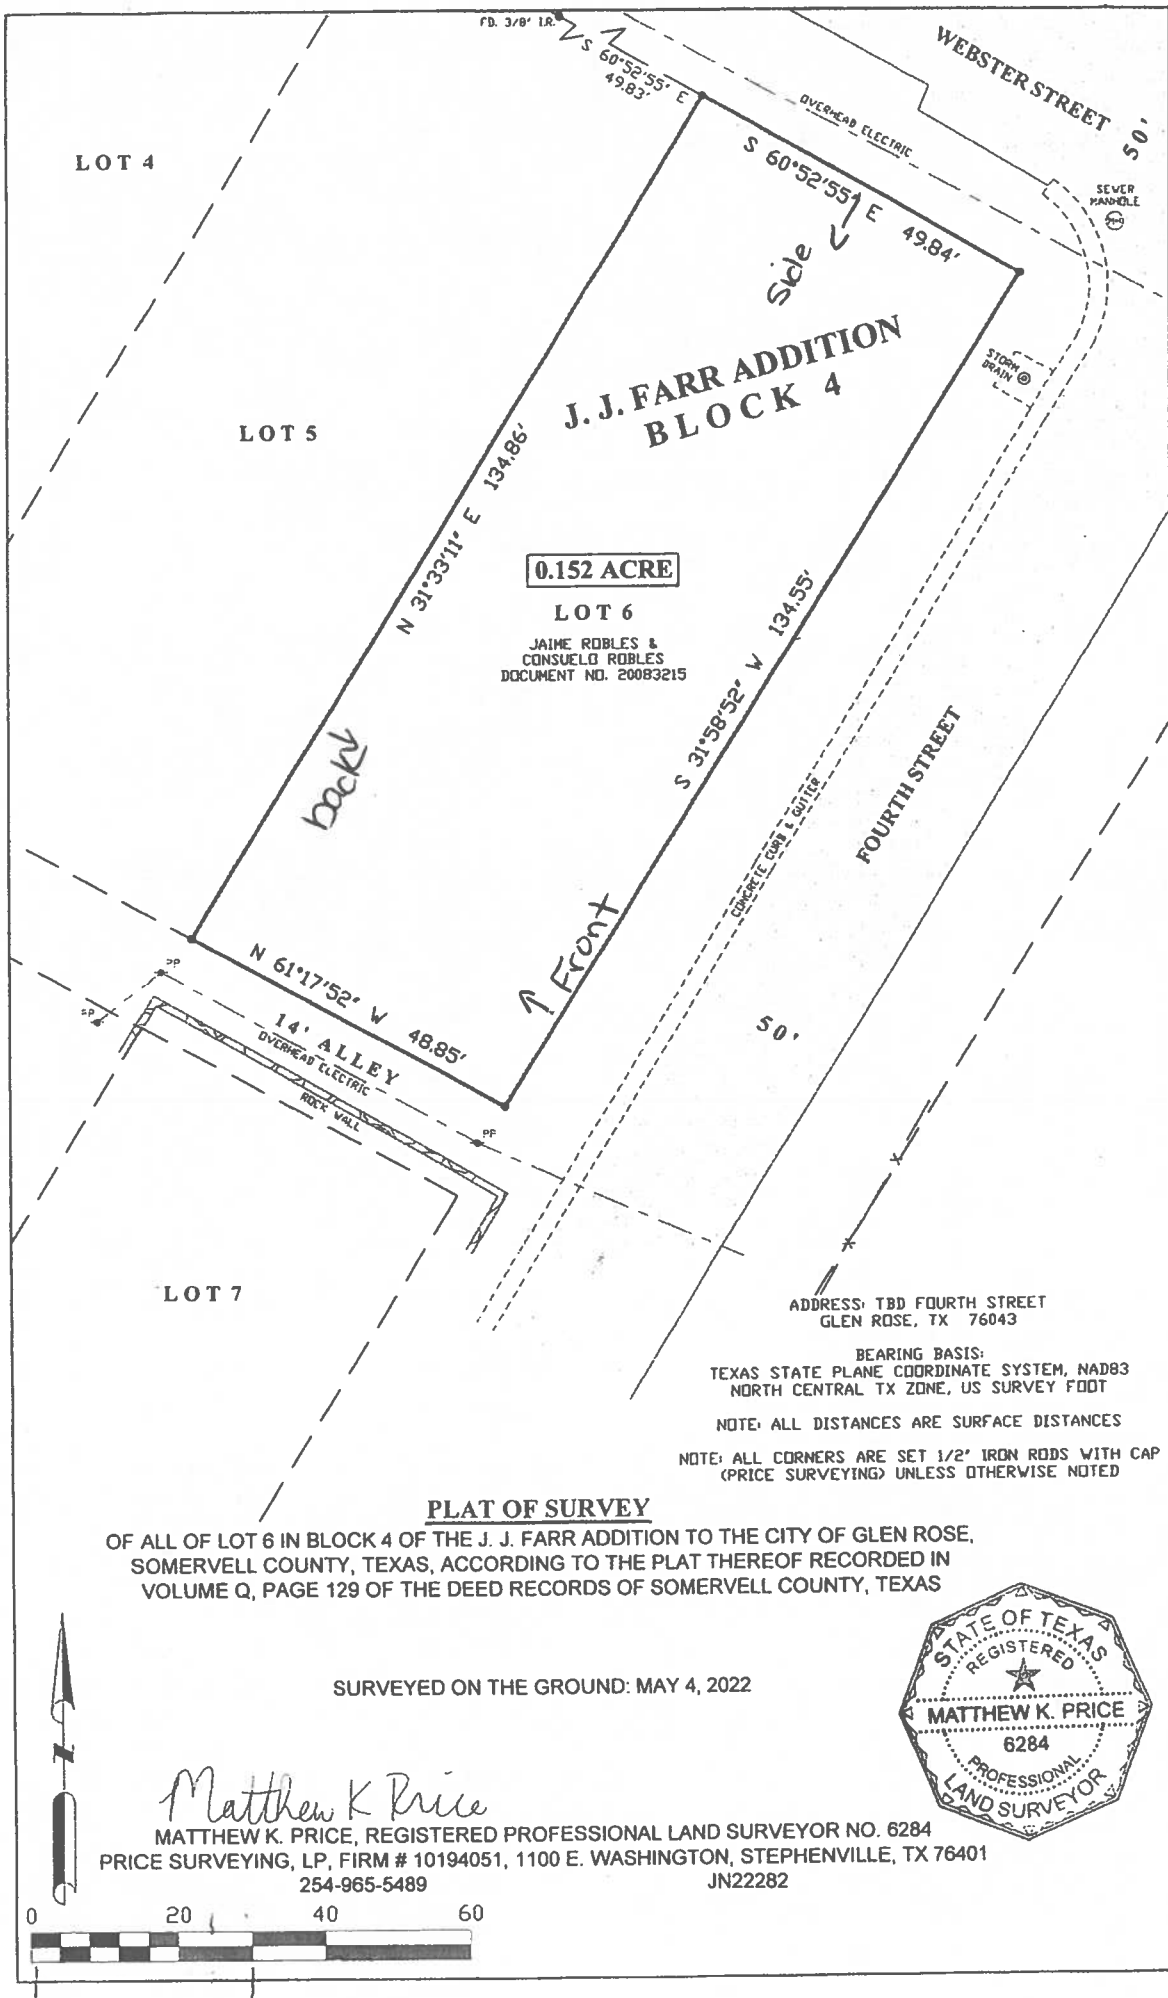 FD. 3/8" I.R.
S 60°52'55" E
49.83'
WEBSTER STREET
50'
OVERHEAD ELECTRIC
LOT 4
S 60°52'55" E 49.84'
SEWER
MANHOLE
MH
Side
J. J. FARR ADDITION
BLOCK 4
STORM
DRAIN
LOT 5
N 31°33'11" E 134.86'
0.152 ACRE
LOT 6
JAIME ROBLES &
CONSUELO ROBLES
DOCUMENT NO. 20083215
S 31°58'52" W 134.55'
back
FOURTH STREET
CONCRETE CURB & GUTTER
Front
N 61°17'52" W 48.85'
PP
PP
14' ALLEY
OVERHEAD ELECTRIC
ROCK WALL
PP
50'
LOT 7
ADDRESS: TBD FOURTH STREET
GLEN ROSE, TX 76043
BEARING BASIS:
TEXAS STATE PLANE COORDINATE SYSTEM, NAD83
NORTH CENTRAL TX ZONE, US SURVEY FOOT
NOTE: ALL DISTANCES ARE SURFACE DISTANCES
NOTE: ALL CORNERS ARE SET 1/2" IRON RODS WITH CAP
(PRICE SURVEYING) UNLESS OTHERWISE NOTED
PLAT OF SURVEY
OF ALL OF LOT 6 IN BLOCK 4 OF THE J. J. FARR ADDITION TO THE CITY OF GLEN ROSE,
SOMERVELL COUNTY, TEXAS, ACCORDING TO THE PLAT THEREOF RECORDED IN
VOLUME Q, PAGE 129 OF THE DEED RECORDS OF SOMERVELL COUNTY, TEXAS
STATE OF TEXAS
REGISTERED
MATTHEW K. PRICE
6284
PROFESSIONAL
LAND SURVEYOR
SURVEYED ON THE GROUND: MAY 4, 2022
N
Matthew K Price
MATTHEW K. PRICE, REGISTERED PROFESSIONAL LAND SURVEYOR NO. 6284
PRICE SURVEYING, LP, FIRM # 10194051, 1100 E. WASHINGTON, STEPHENVILLE, TX 76401
254-965-5489 JN22282
0 20 40 60